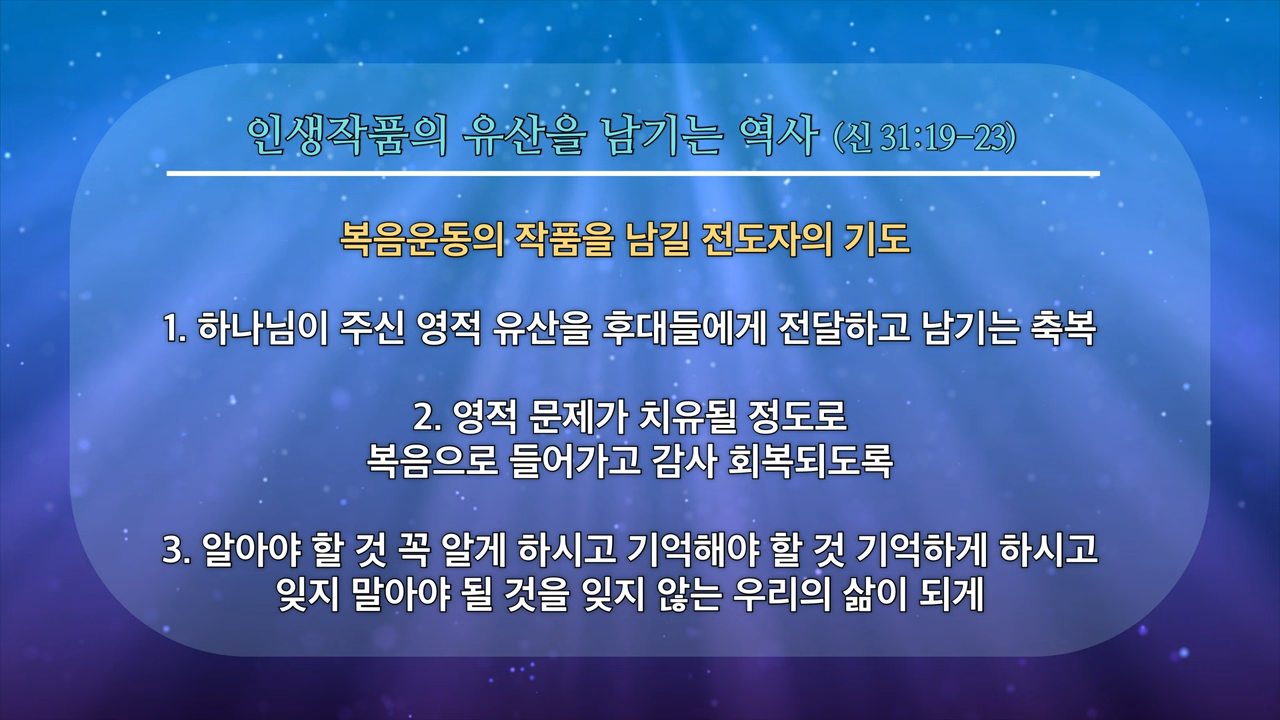 인생작품의 유산을 남기는 역사 (신 31:19-23)
복음운동의 작품을 남길 전도자의 기도
1. 하나님이 주신 영적 유산을 후대들에게 전달하고 남기는 축복
2. 영적 문제가 치유될 정도로
복음으로 들어가고 감사 회복되도록
3. 알아야 할 것 꼭 알게 하시고 기억해야 할 것 기억하게 하시고
잊지 말아야 될 것을 잊지 않는 우리의 삶이 되게